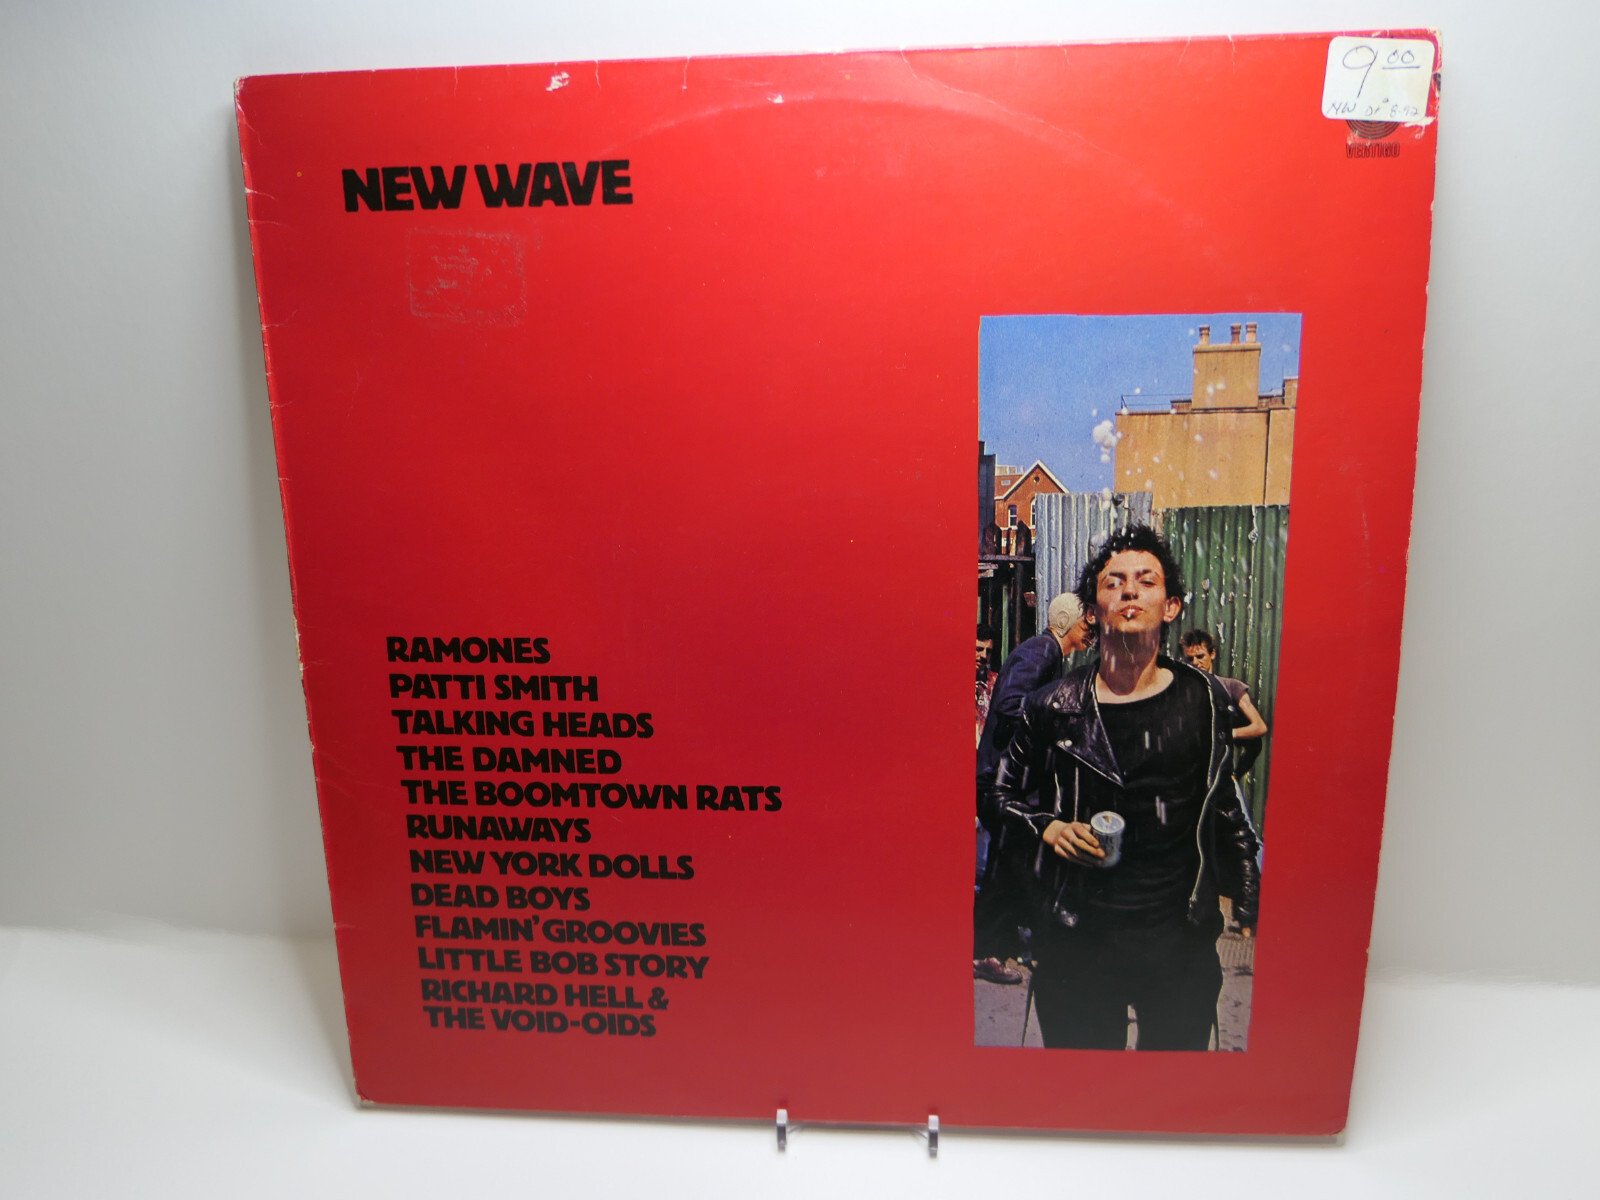 9 00
VERTIGO
NEW WAVE
RAMONES
PATTI SMITH
TALKING HEADS
THE DAMNED
THE BOOMTOWN RATS
RUNAWAYS
NEW YORK DOLLS
DEAD BOYS
FLAMIN' GROOVIES
LITTLE BOB STORY
RICHARD HELL &
THE VOID-OIDS